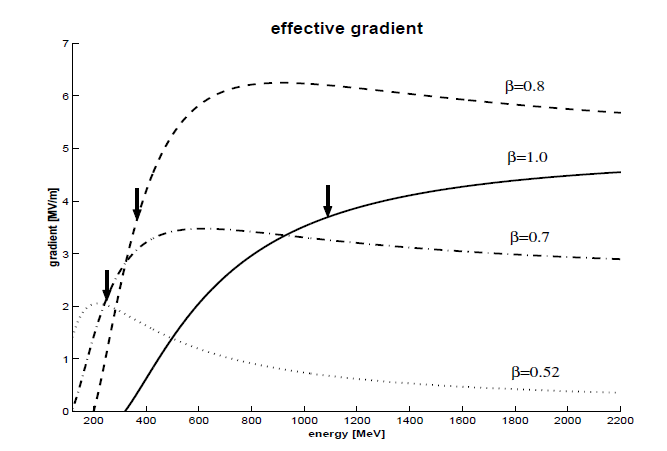 effective gradient
7
6
5
4
3
2
1
0
gradient [MV/m]
β=0.8
β=1.0
β=0.7
β=0.52
200 400 600 800 1000 1200 1400 1600 1800 2000 2200
energy [MeV]